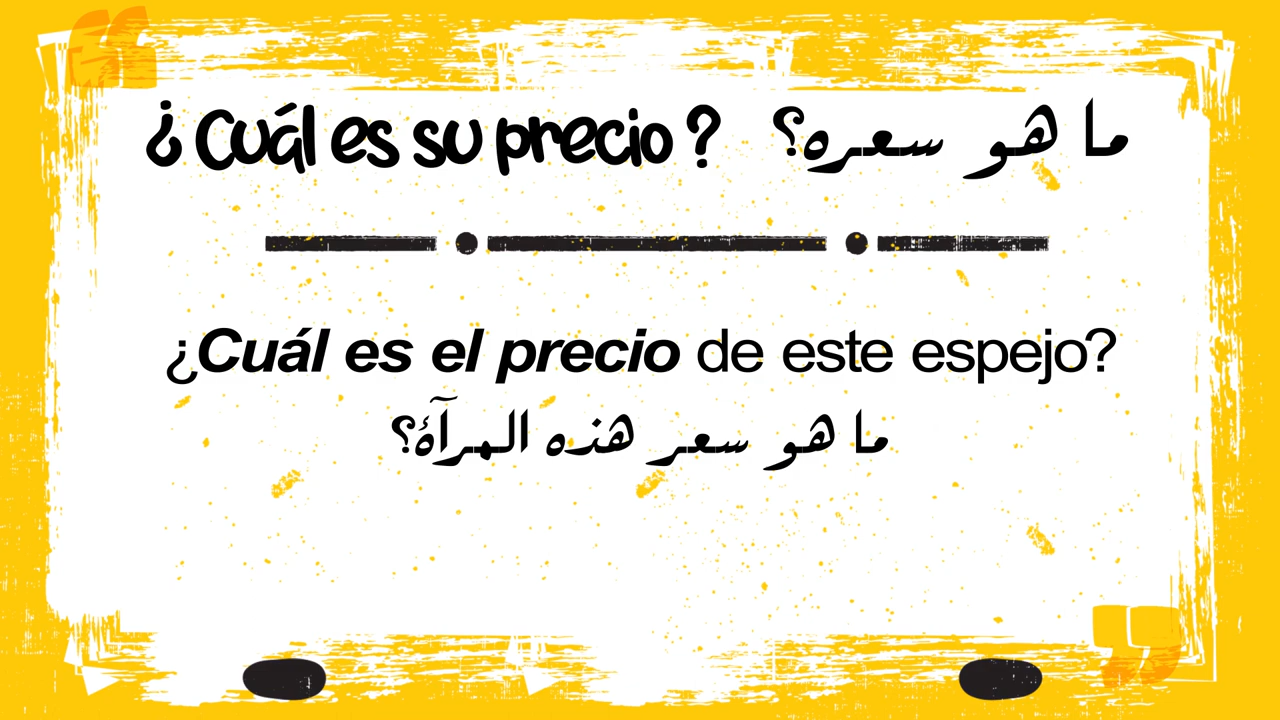 ¿Cuál es su precio? ما هو سعره؟
¿Cuál es el precio de este espejo?
ما هو سعر هذه المرآة؟